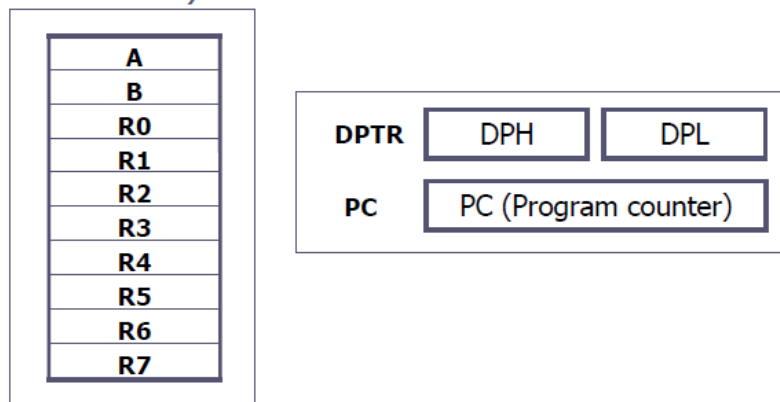 A
B
R0
R1
R2
R3
R4
R5
R6
R7
DPTR DPH DPL
PC PC (Program counter)